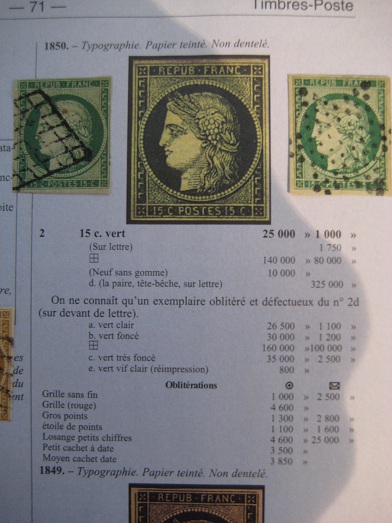 — 71 —
Timbres-Poste
1850. – Typographie. Papier teinté. Non dentelé.
REPUB FRANC
15 C. POSTES 15 C.
2 15 c. vert 25 000 » 1 000 »
(Sur lettre) 1 750 »
140 000 » 80 000 »
(Neuf sans gomme) 10 000 »
d. (la paire, tête-bêche, sur lettre) 325 000 »
On ne connaît qu'un exemplaire oblitéré et défectueux du n° 2d
(sur devant de lettre).
a. vert clair 26 500 » 1 100 »
b. vert foncé 30 000 » 1 200 »
160 000 »100 000 »
c. vert très foncé 35 000 » 2 500 »
e. vert vif clair (réimpression) 800 »
Oblitérations
Grille sans fin 1 000 » 2 500 »
Grille (rouge) 4 600 »
Gros points 1 300 » 2 800 »
étoile de points 1 100 » 1 600 »
Losange petits chiffres 4 600 » 25 000 »
Petit cachet à date 3 500 »
Moyen cachet date 3 850 »
1849. – Typographie. Papier teinté. Non dentelé.
REPUB FRANC